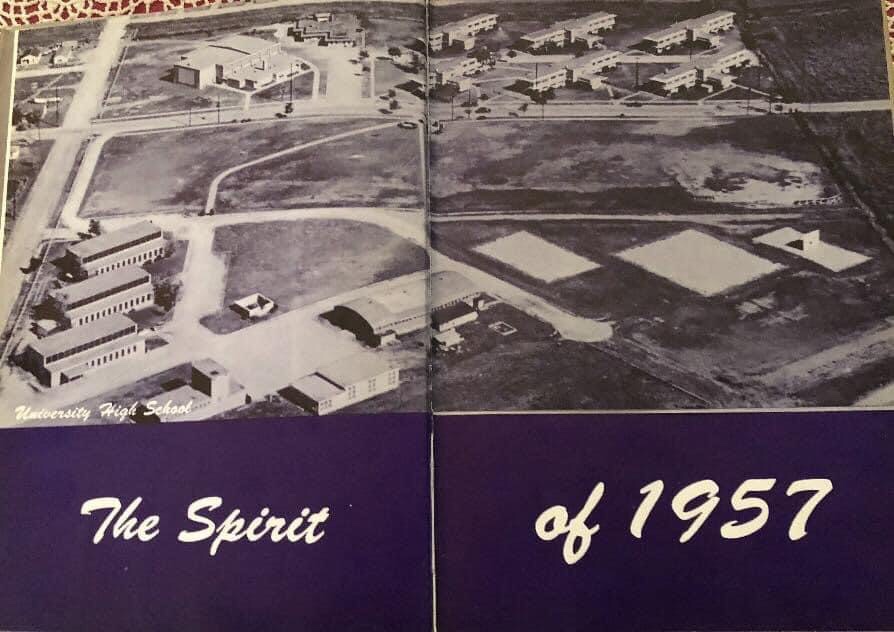 University High School
The Spirit of 1957